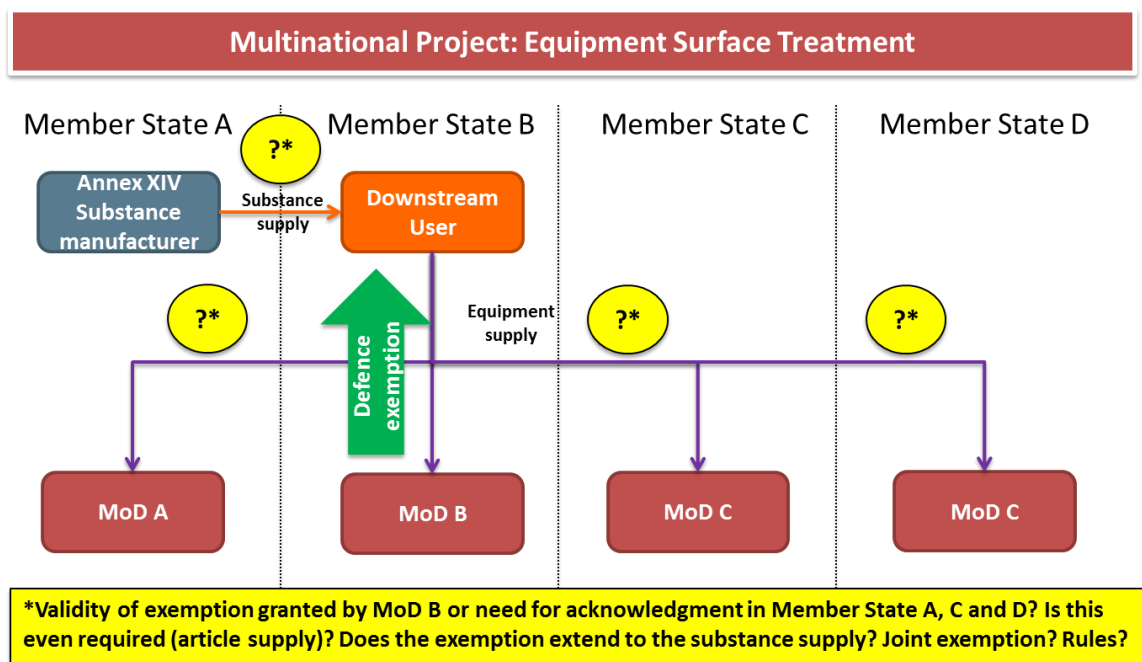 Multinational Project: Equipment Surface Treatment
Member State A
Member State B
Member State C
Member State D
?*
Annex XIV
Substance
manufacturer
Substance
supply
Downstream
User
?*
Defence
exemption
Equipment
supply
?*
?*
MoD A
MoD B
MoD C
MoD C
*Validity of exemption granted by MoD B or need for acknowledgment in Member State A, C and D? Is this
even required (article supply)? Does the exemption extend to the substance supply? Joint exemption? Rules?